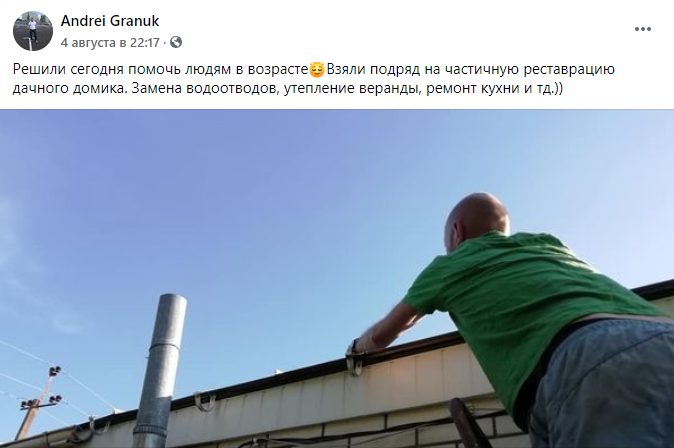 Andrei Granuk
4 августа в 22:17 ·
Решили сегодня помочь людям в возрасте😅Взяли подряд на частичную реставрацию
дачного домика. Замена водоотводов, утепление веранды, ремонт кухни и тд.))